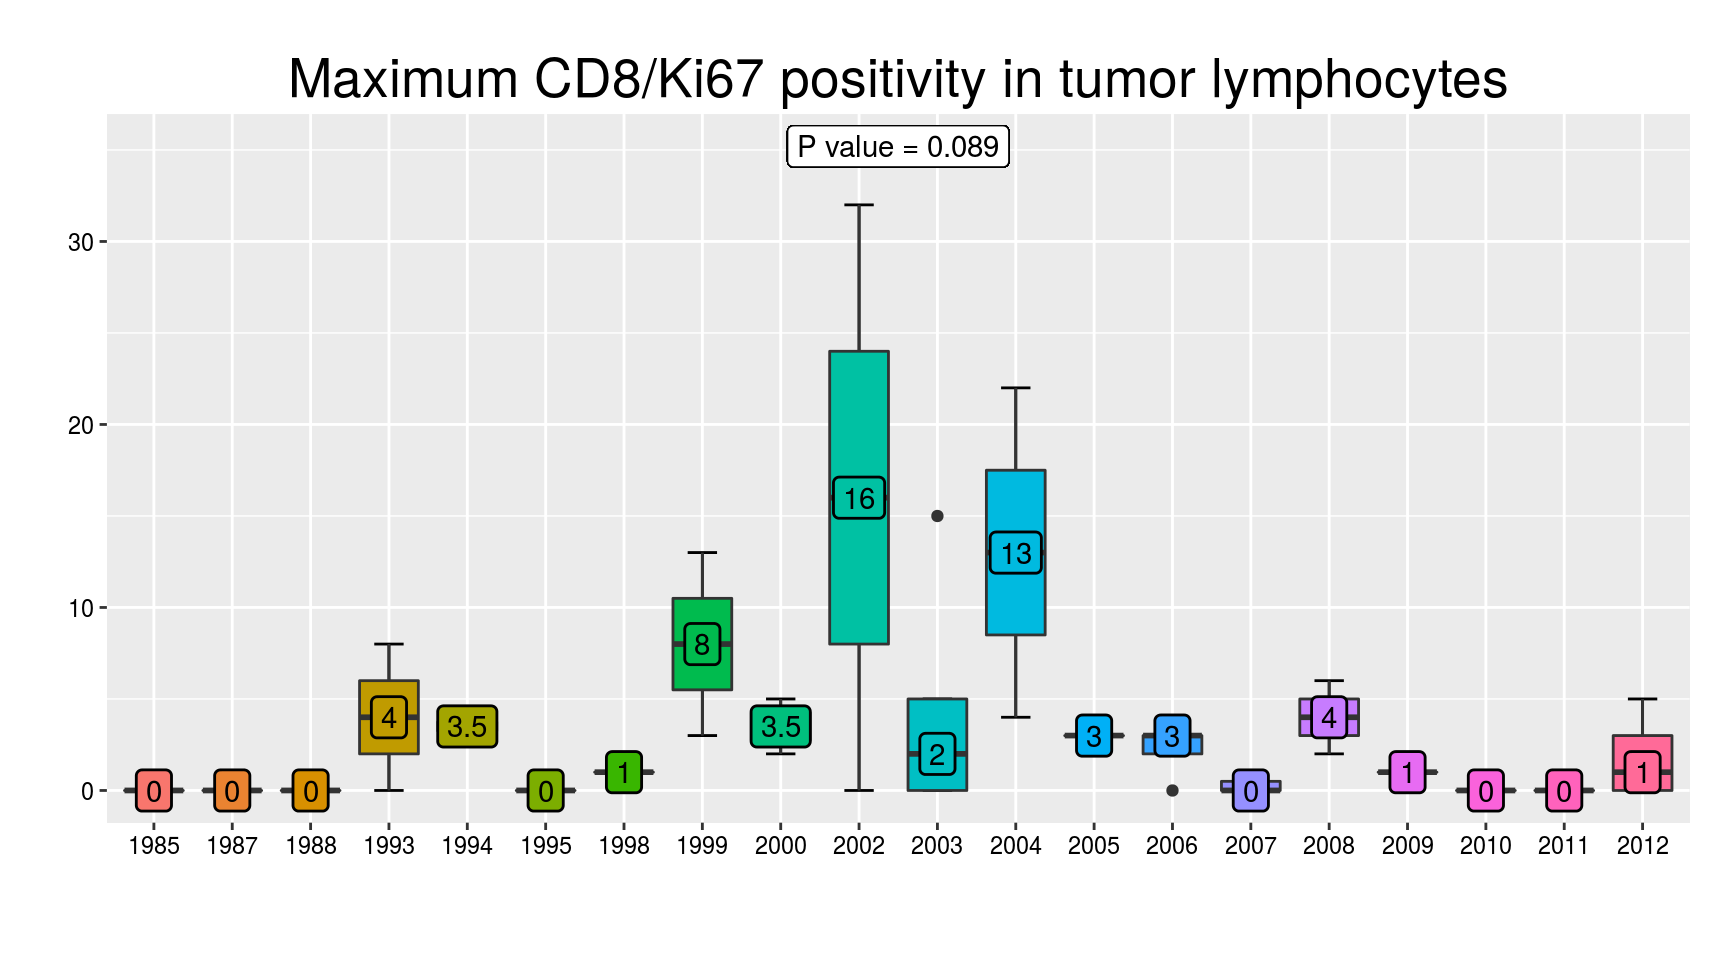 Maximum CD8/Ki67 positivity in tumor lymphocytes
P value = 0.089
30
20
10
0
0 0 0 4 3.5 0 1 8 3.5 16 2 13 3 3 0 4 1 0 0 1
1985 1987 1988 1993 1994 1995 1998 1999 2000 2002 2003 2004 2005 2006 2007 2008 2009 2010 2011 2012